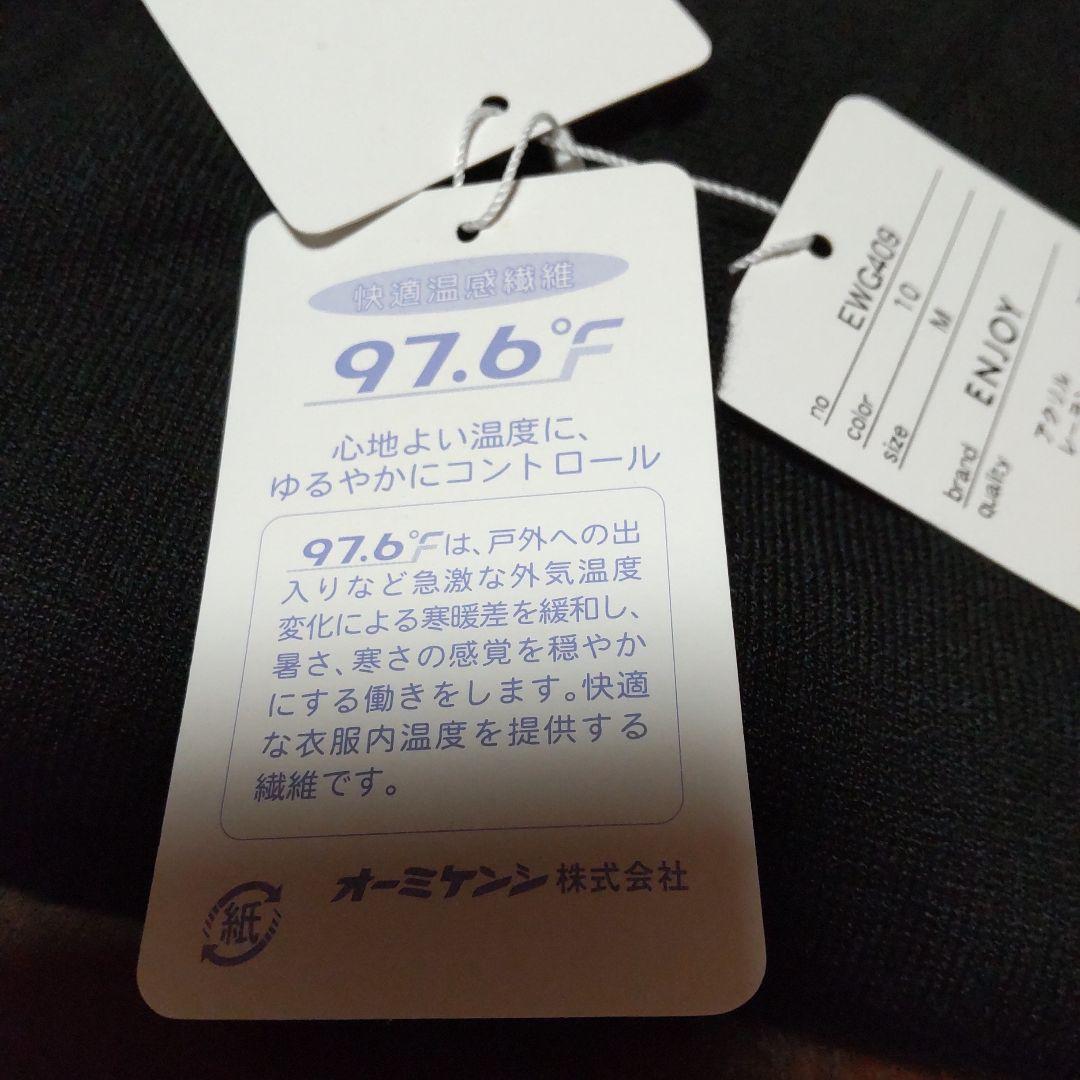 快適温感繊維
97.6°F
心地よい温度に、
ゆるやかにコントロール
97.6°Fは、戸外への出
入りなど急激な外気温度
変化による寒暖差を緩和し、
暑さ、寒さの感覚を穏やか
にする働きをします。快適
な衣服内温度を提供する
繊維です。
オーミケンシ株式会社
紙
no EWG409
color 10
size M
brand ENJOY
quality アクリル
レーヨン